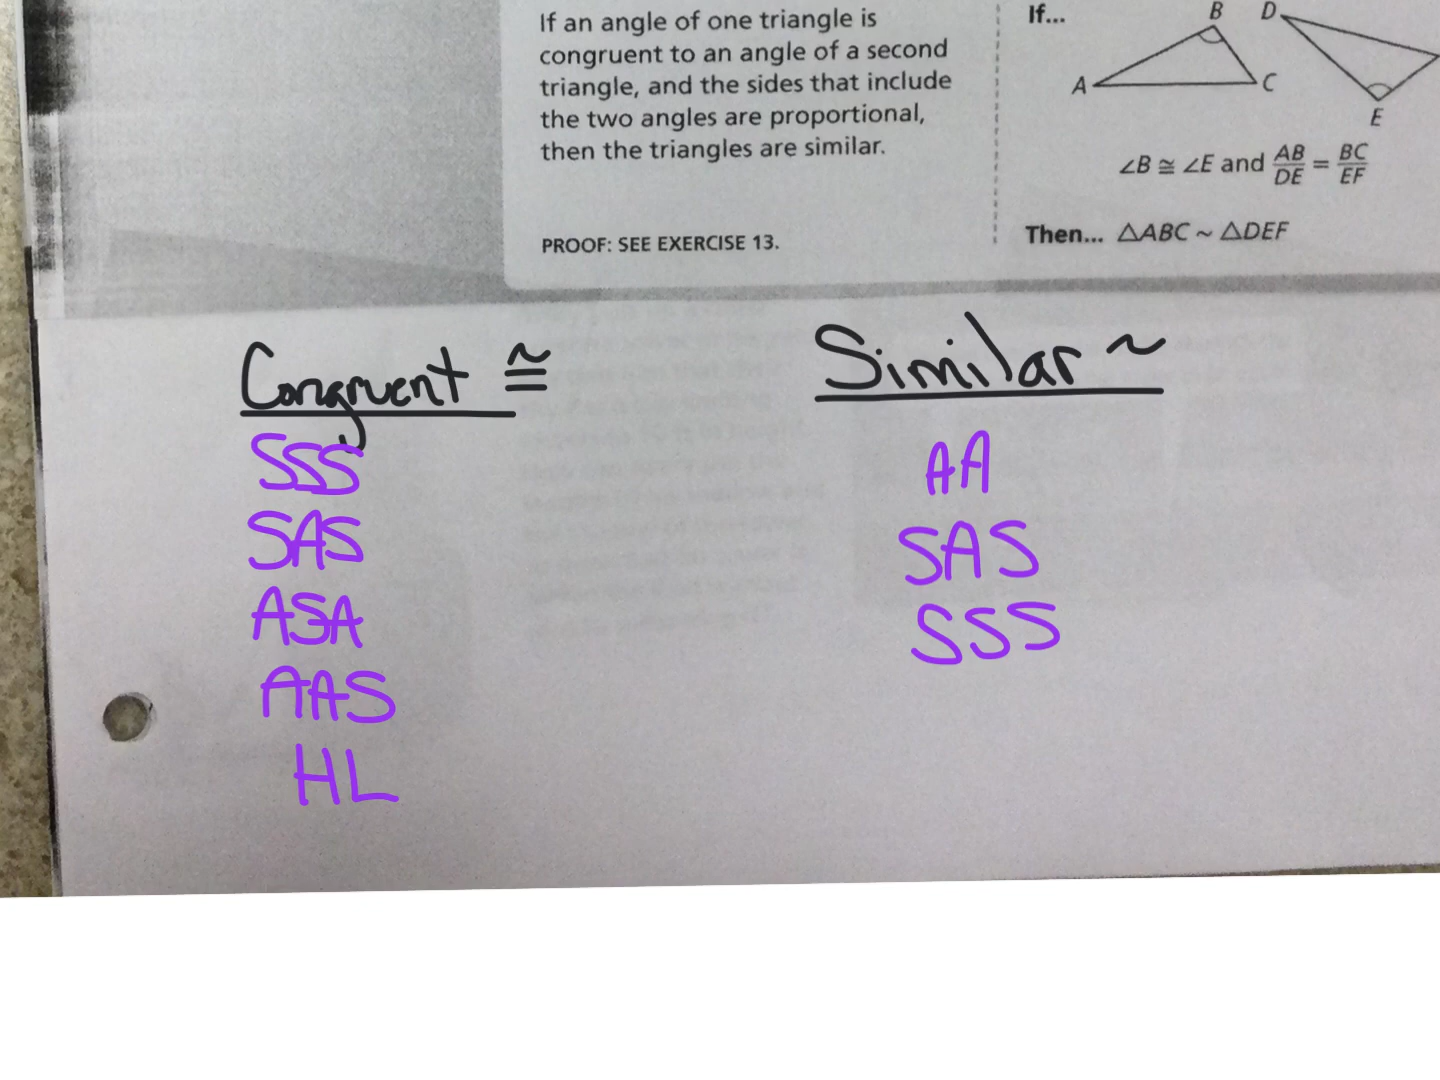 If an angle of one triangle is
congruent to an angle of a second
triangle, and the sides that include
the two angles are proportional,
then the triangles are similar.
PROOF: SEE EXERCISE 13.
If...
B
D
A
C
E
∠B ≅ ∠E and AB/DE = BC/EF
Then... △ABC ~ △DEF
Congruent ≅
SSS
SAS
ASA
AAS
HL
Similar ~
AA
SAS
SSS